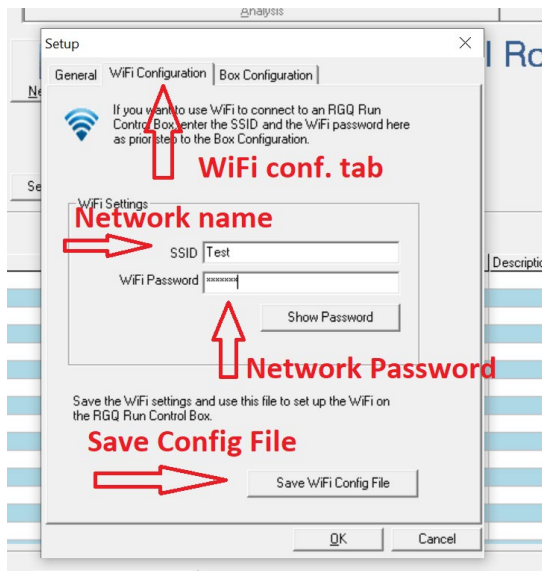 Analysis
Setup
General WiFi Configuration Box Configuration
If you want to use WiFi to connect to an RGQ Run
Control Box, enter the SSID and the WiFi password here
as prior step to the Box Configuration.
WiFi conf. tab
WiFi Settings
Network name
SSID Test
WiFi Password xxxxxxx
Show Password
Network Password
Save the WiFi settings and use this file to set up the WiFi on
the RGQ Run Control Box.
Save Config File
Save WiFi Config File
OK Cancel